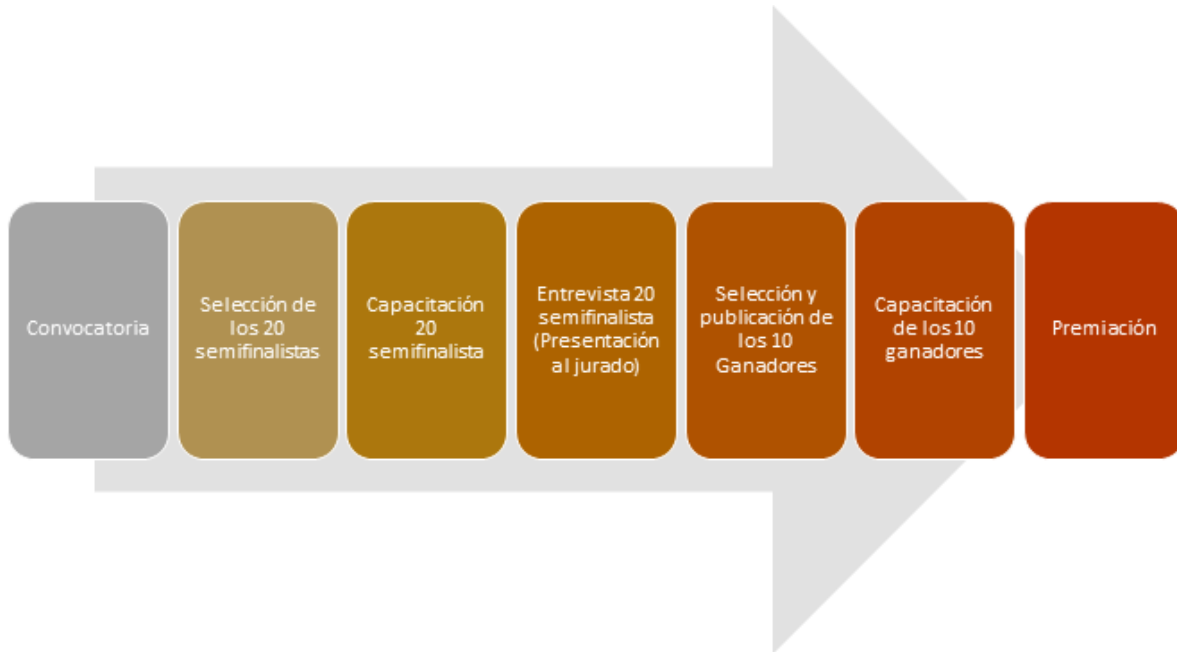 Convocatoria
Selección de
los 20
semifinalistas
Capacitación
20
semifinalista
Entrevista 20
semifinalista
(Presentación
al jurado)
Selección y
publicación de
los 10
Ganadores
Capacitación
de los 10
ganadores
Premiación